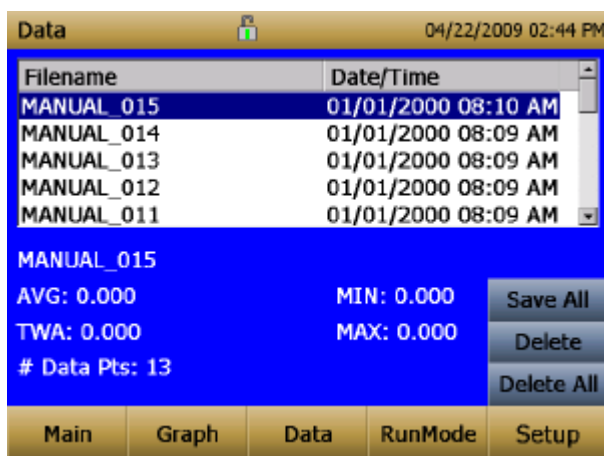 Data 04/22/2009 02:44 PM
Filename Date/Time
MANUAL_015 01/01/2000 08:10 AM
MANUAL_014 01/01/2000 08:09 AM
MANUAL_013 01/01/2000 08:09 AM
MANUAL_012 01/01/2000 08:09 AM
MANUAL_011 01/01/2000 08:09 AM
MANUAL_015
AVG: 0.000 MIN: 0.000 Save All
TWA: 0.000 MAX: 0.000 Delete
# Data Pts: 13 Delete All
Main Graph Data RunMode Setup